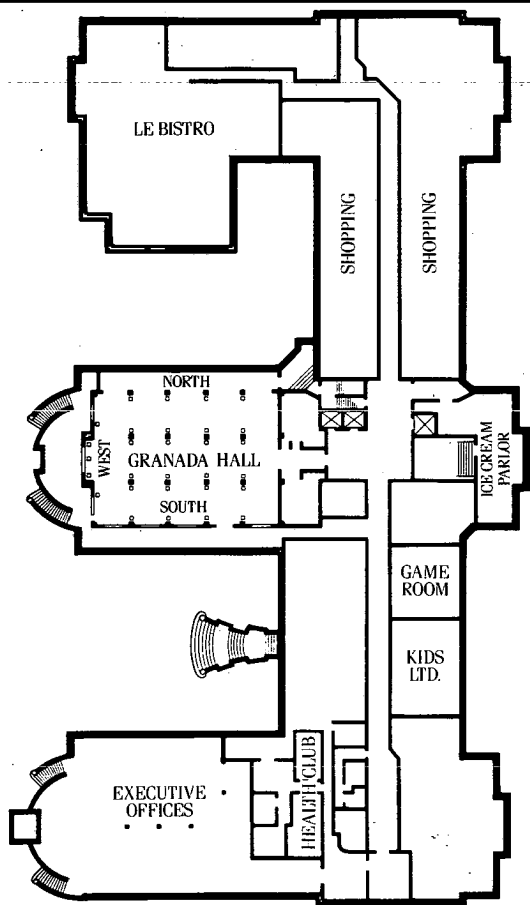 LE BISTRO
SHOPPING
SHOPPING
NORTH
WEST
GRANADA HALL
SOUTH
ICE CREAM
PARLOR
GAME
ROOM
KIDS
LTD.
HEALTH CLUB
EXECUTIVE
OFFICES